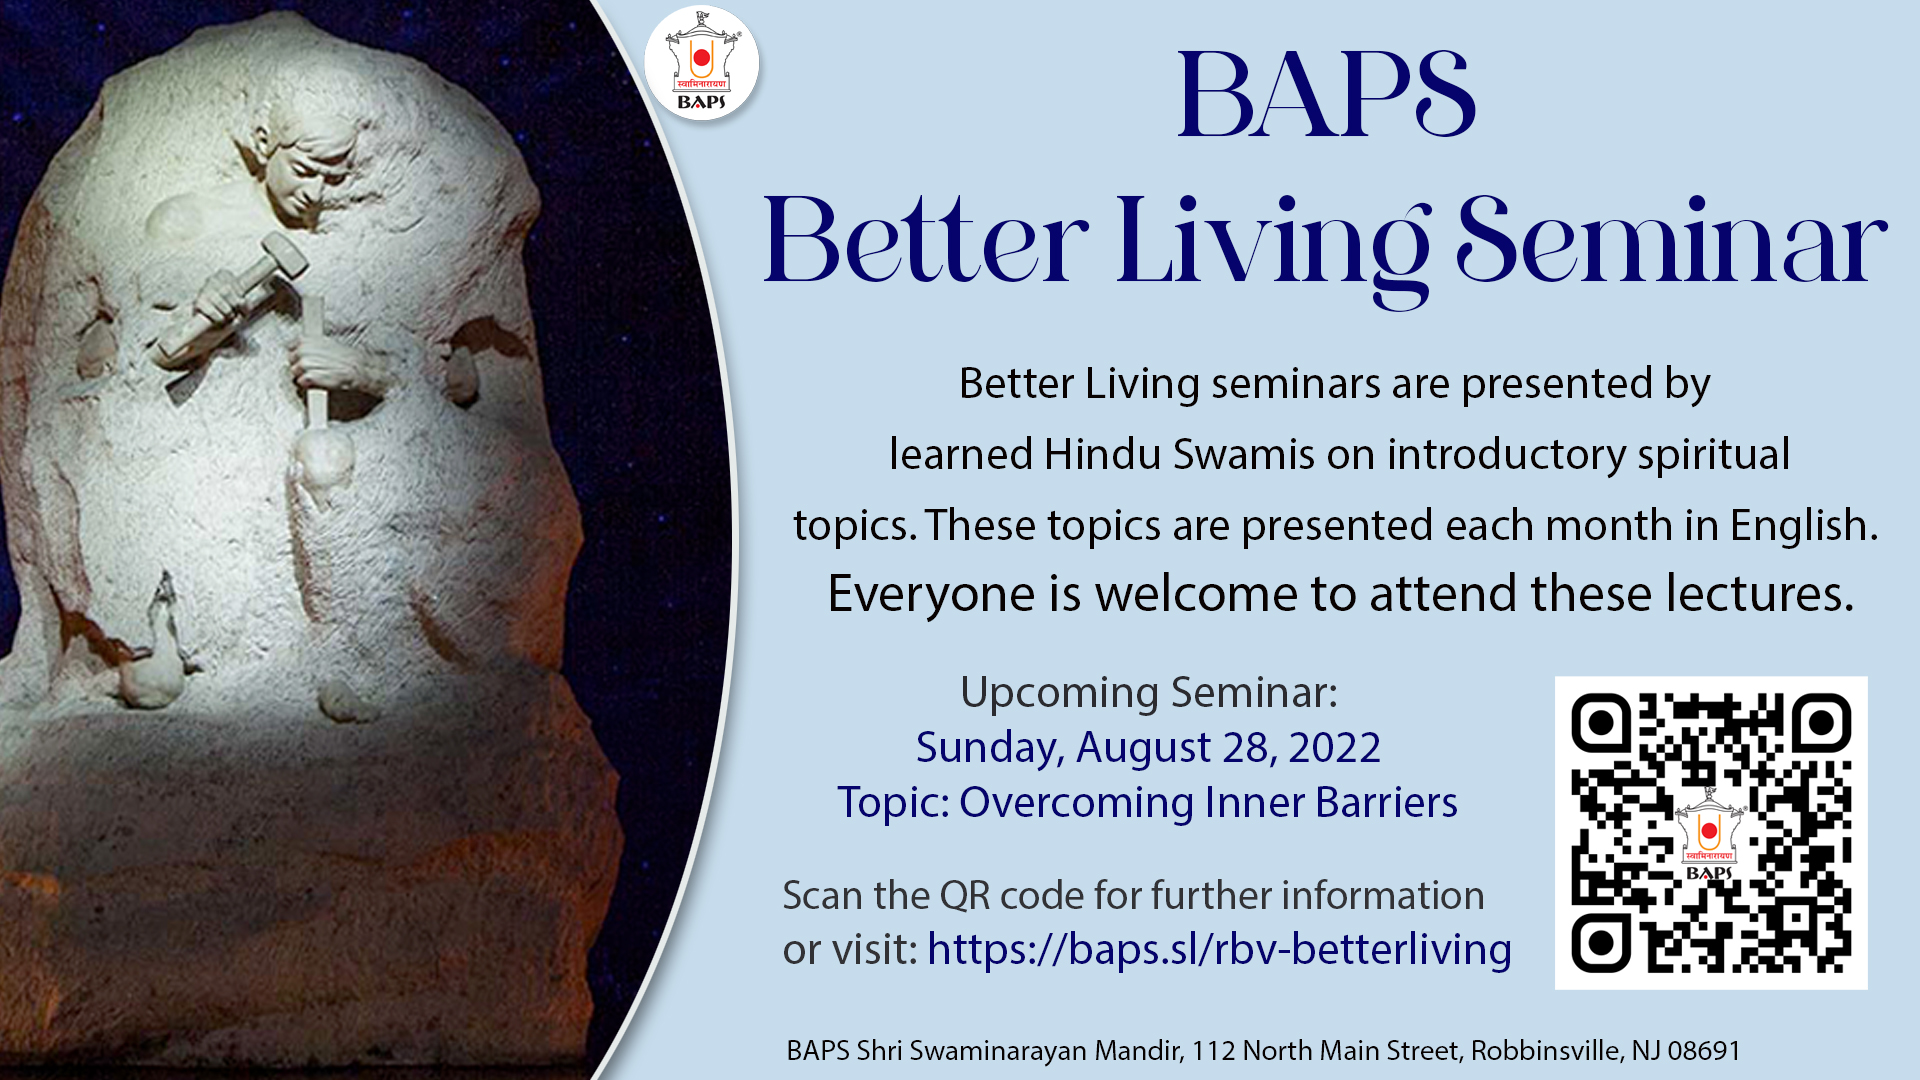 स्वामिनारायण
BAPS
BAPS
Better Living Seminar
Better Living seminars are presented by
learned Hindu Swamis on introductory spiritual
topics. These topics are presented each month in English.
Everyone is welcome to attend these lectures.
Upcoming Seminar:
Sunday, August 28, 2022
Topic: Overcoming Inner Barriers
Scan the QR code for further information
or visit: https://baps.sl/rbv-betterliving
स्वामिनारायण
BAPS
BAPS Shri Swaminarayan Mandir, 112 North Main Street, Robbinsville, NJ 08691